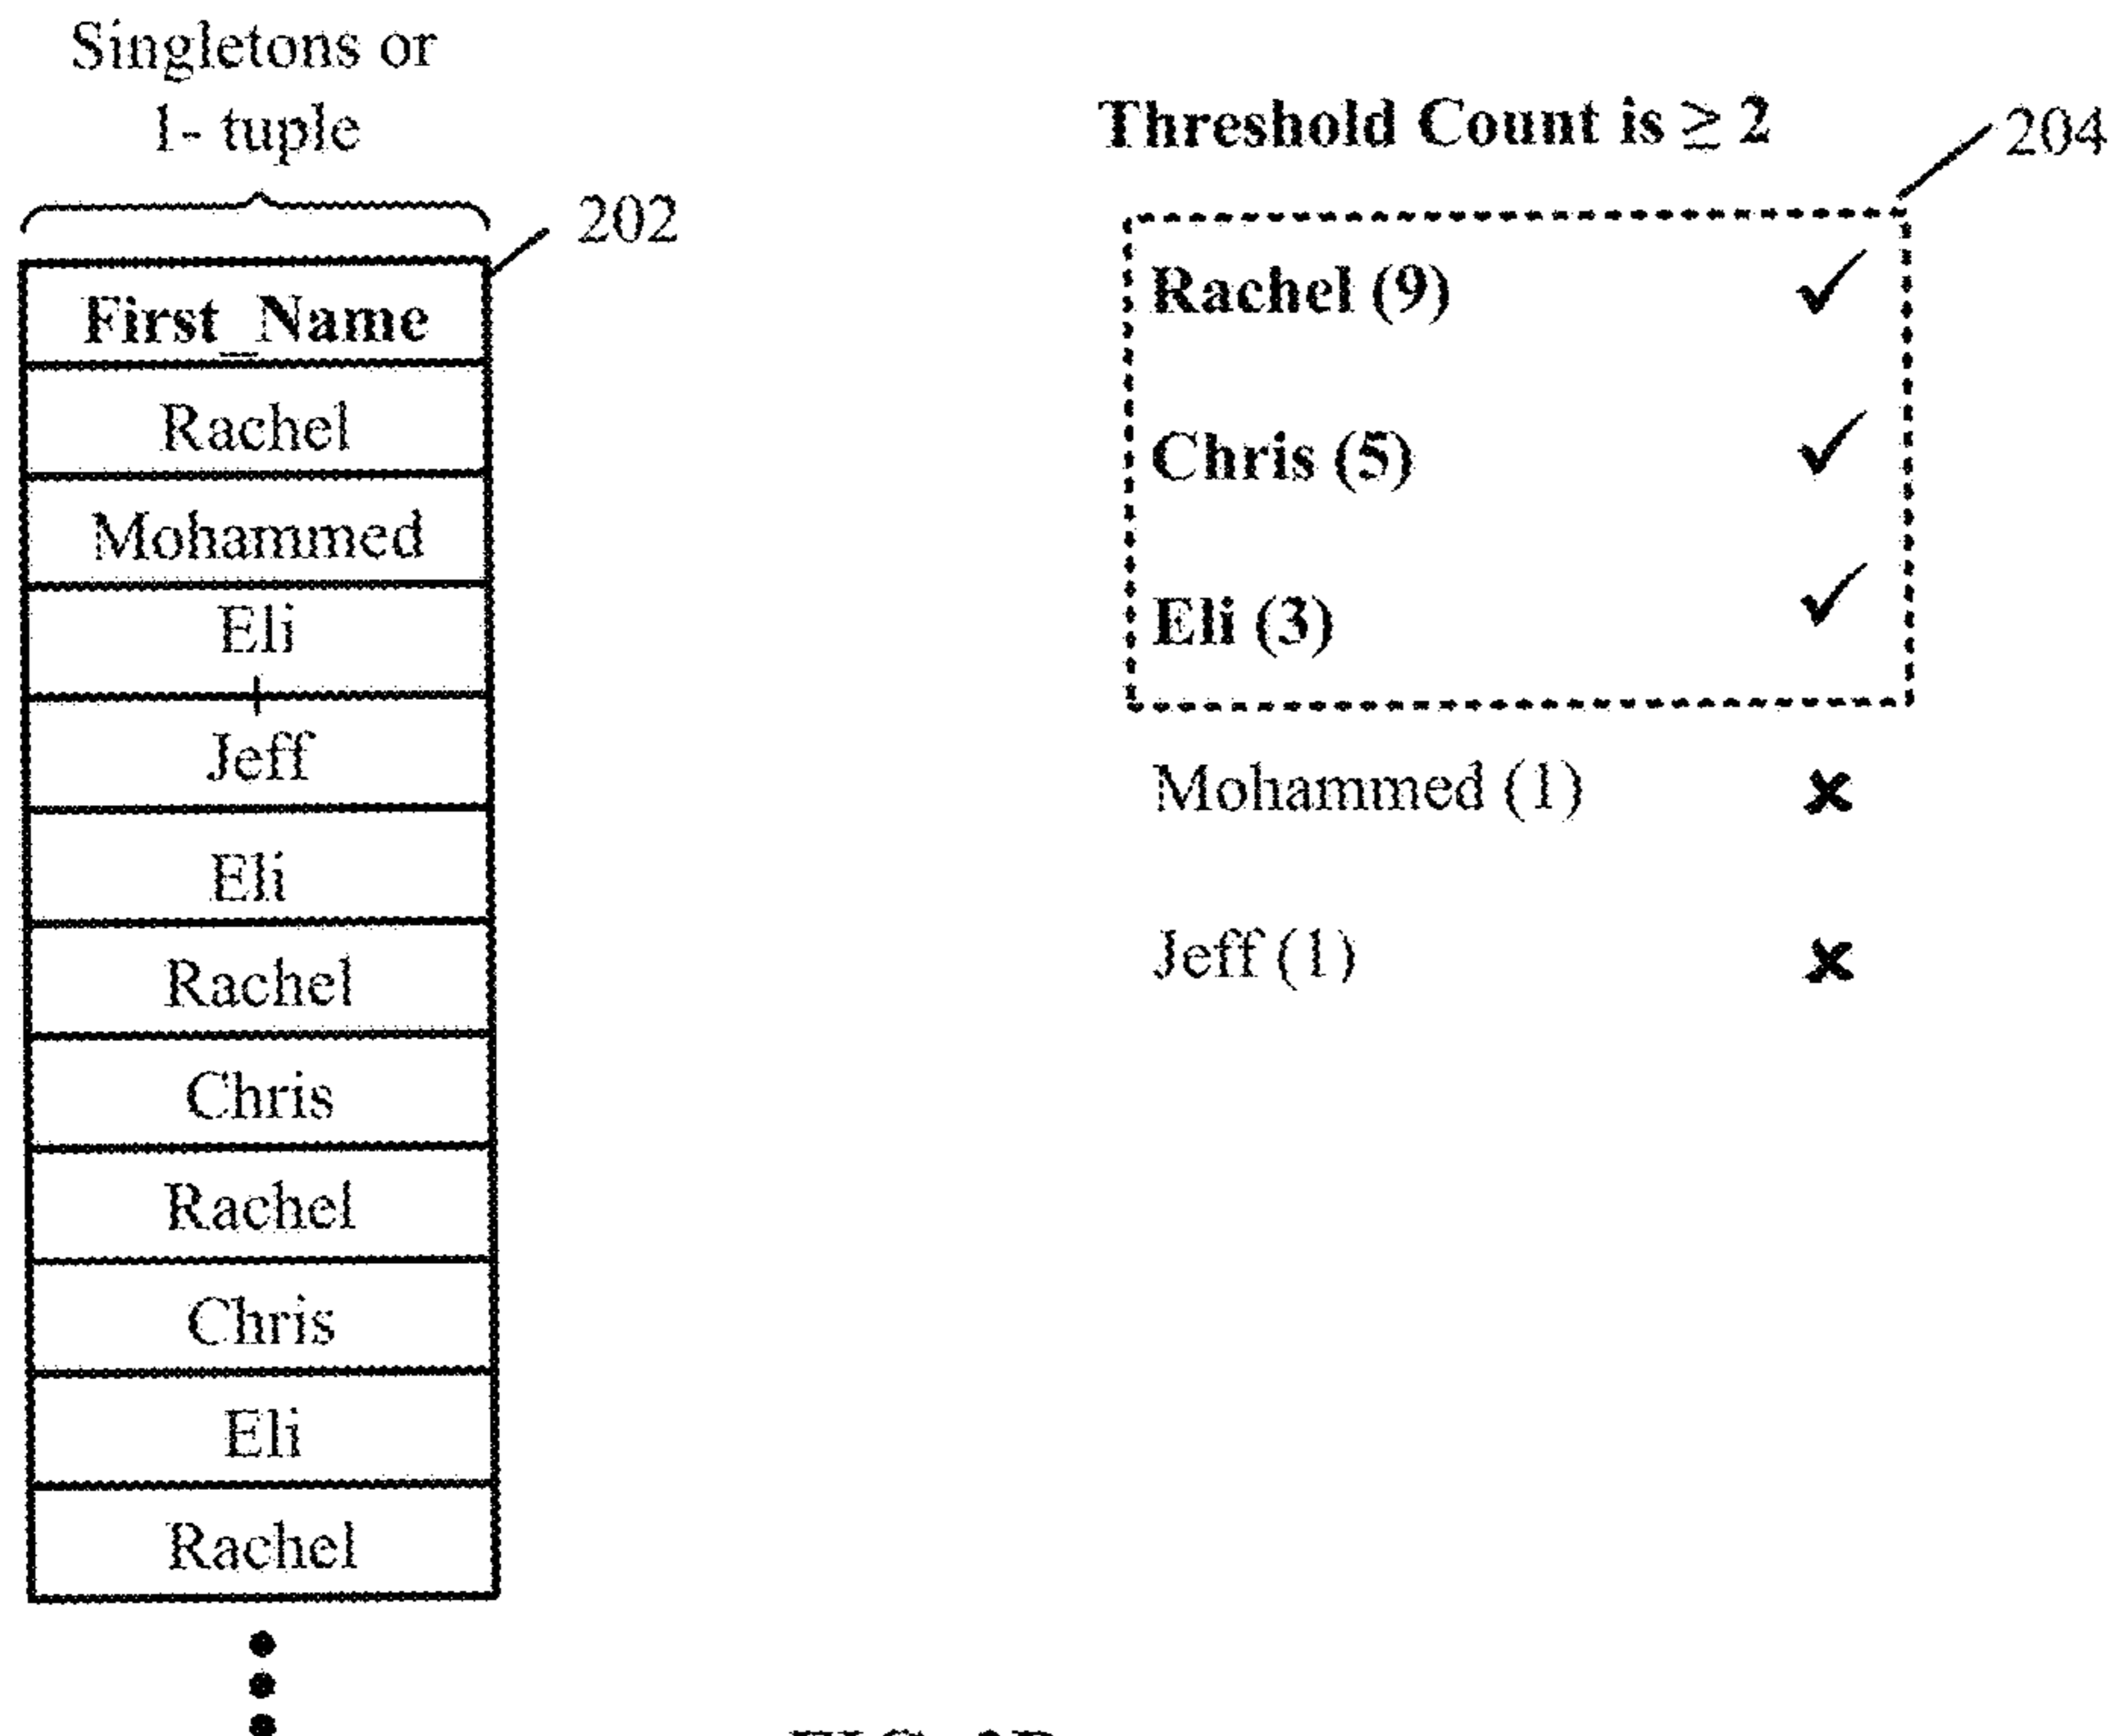 Singletons or
1- tuple
202
First_Name
Rachel
Mohammed
Eli
Jeff
Eli
Rachel
Chris
Rachel
Chris
Eli
Rachel
Threshold Count is ≥ 2
204
Rachel (9)
Chris (5)
Eli (3)
Mohammed (1)
Jeff (1)